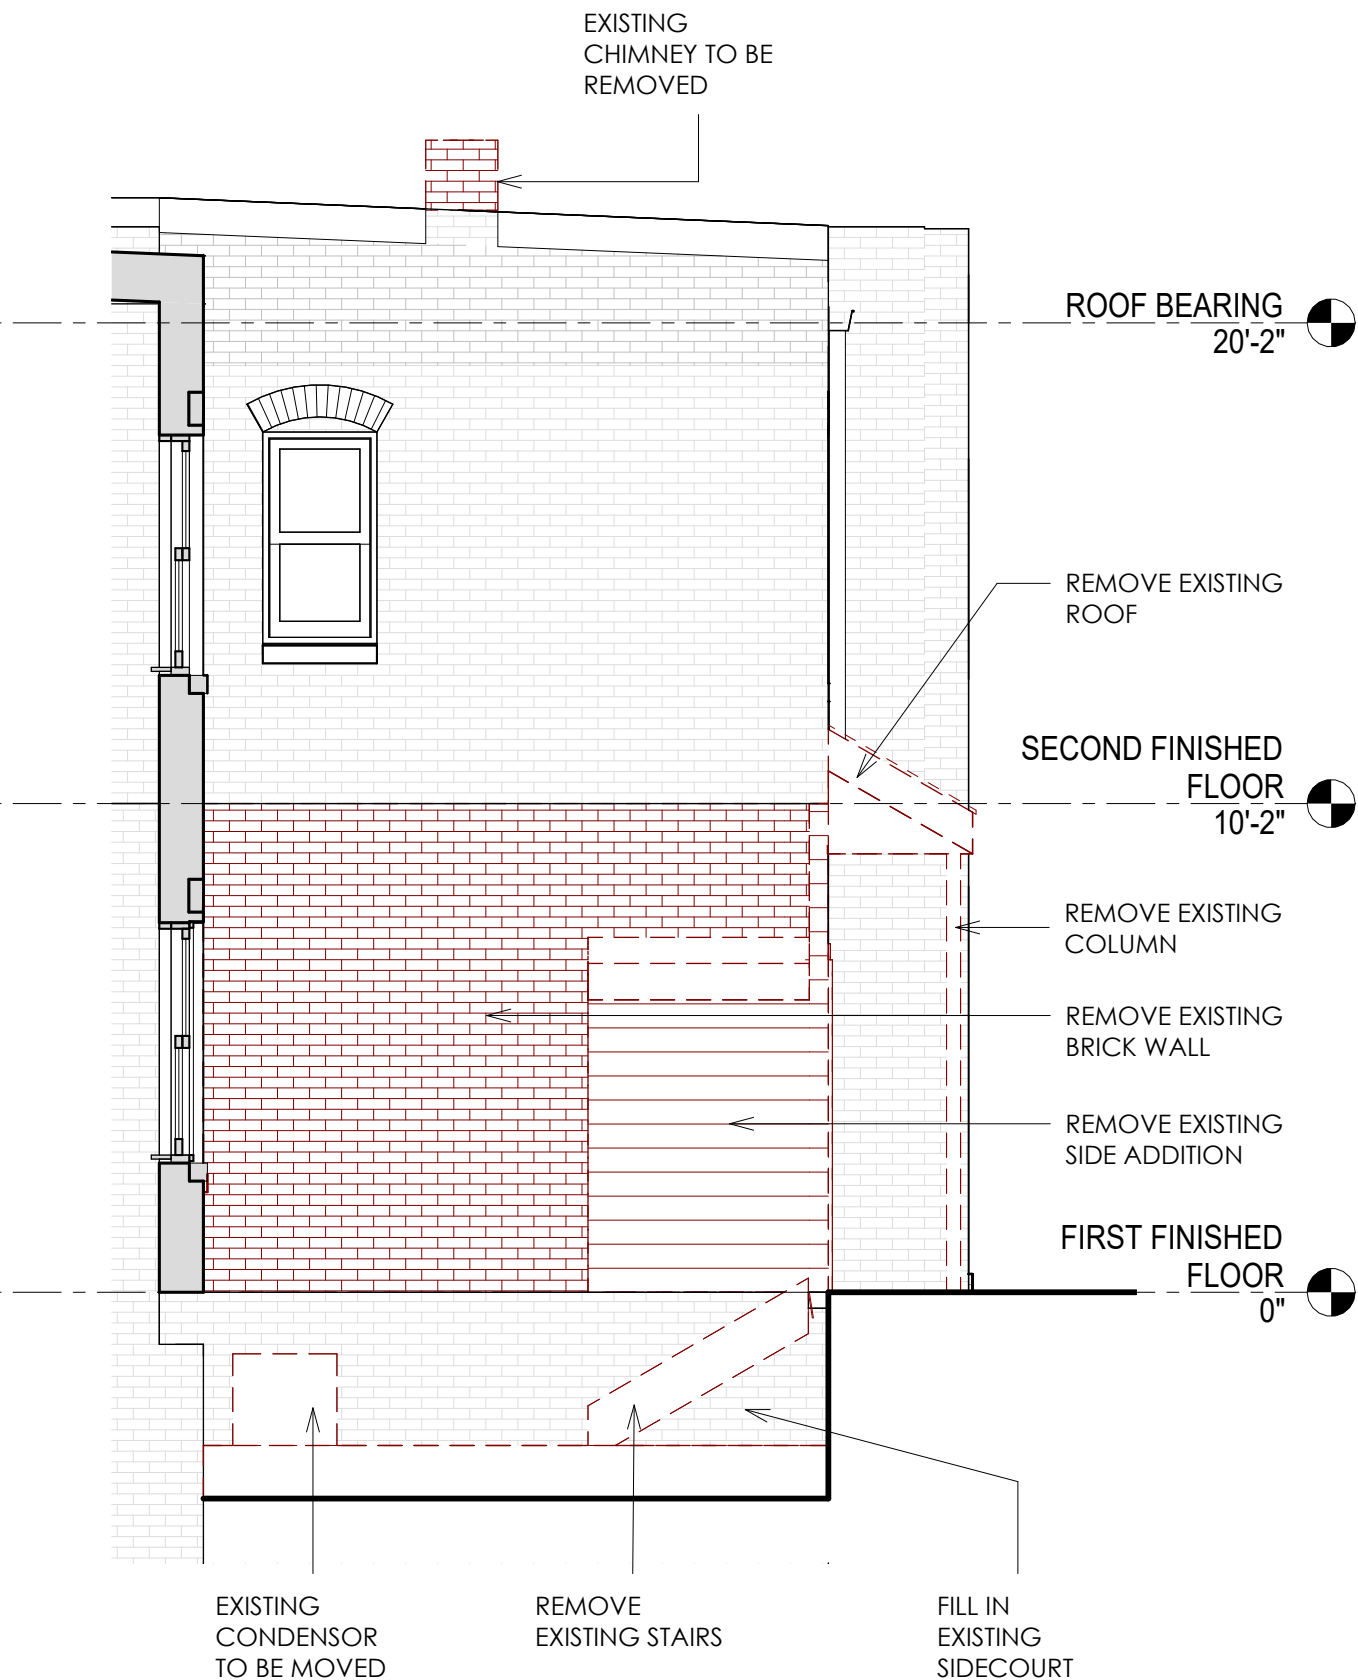 EXISTING
CHIMNEY TO BE
REMOVED
ROOF BEARING
20'-2"
REMOVE EXISTING
ROOF
SECOND FINISHED
FLOOR
10'-2"
REMOVE EXISTING
COLUMN
REMOVE EXISTING
BRICK WALL
REMOVE EXISTING
SIDE ADDITION
FIRST FINISHED
FLOOR
0"
EXISTING
CONDENSOR
TO BE MOVED
REMOVE
EXISTING STAIRS
FILL IN
EXISTING
SIDECOURT